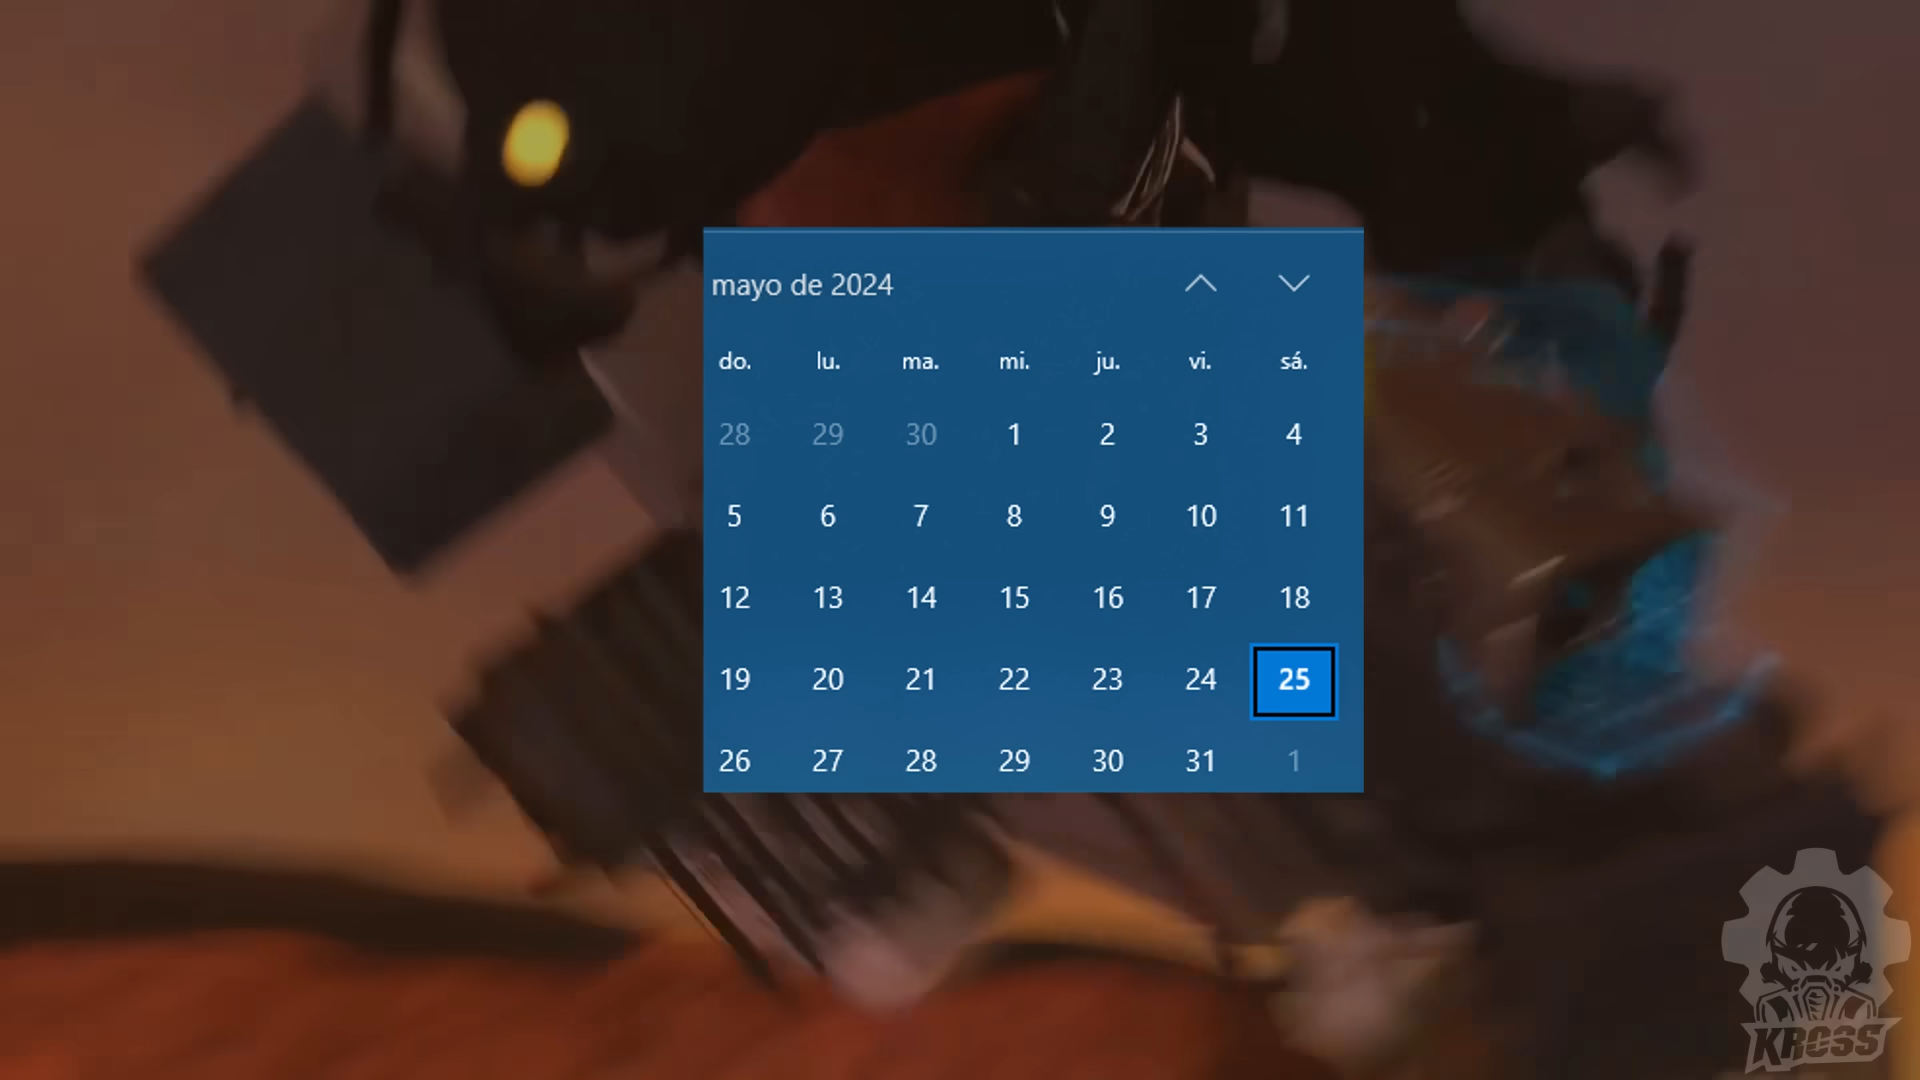 mayo de 2024
do. lu. ma. mi. ju. vi. sá.
28 29 30 1 2 3 4
5 6 7 8 9 10 11
12 13 14 15 16 17 18
19 20 21 22 23 24 25
26 27 28 29 30 31 1
KROSS